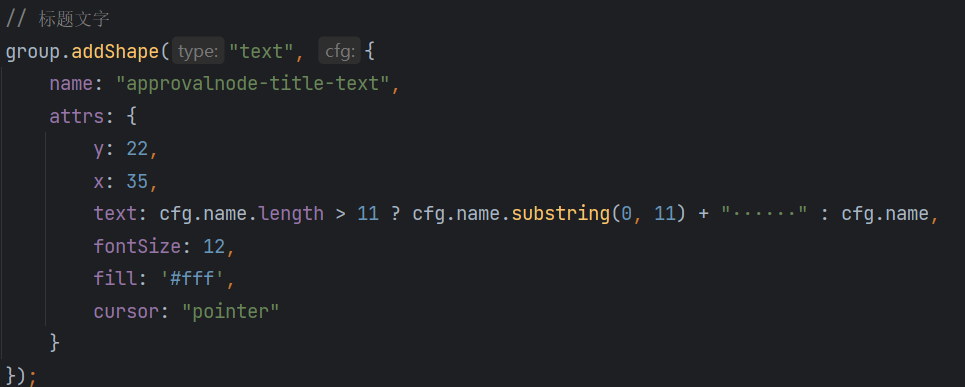 // 标题文字
group.addShape( type: "text", cfg: {
name: "approvalnode-title-text",
attrs: {
y: 22,
x: 35,
text: cfg.name.length > 11 ? cfg.name.substring(0, 11) + "······" : cfg.name,
fontSize: 12,
fill: '#fff',
cursor: "pointer"
}
});